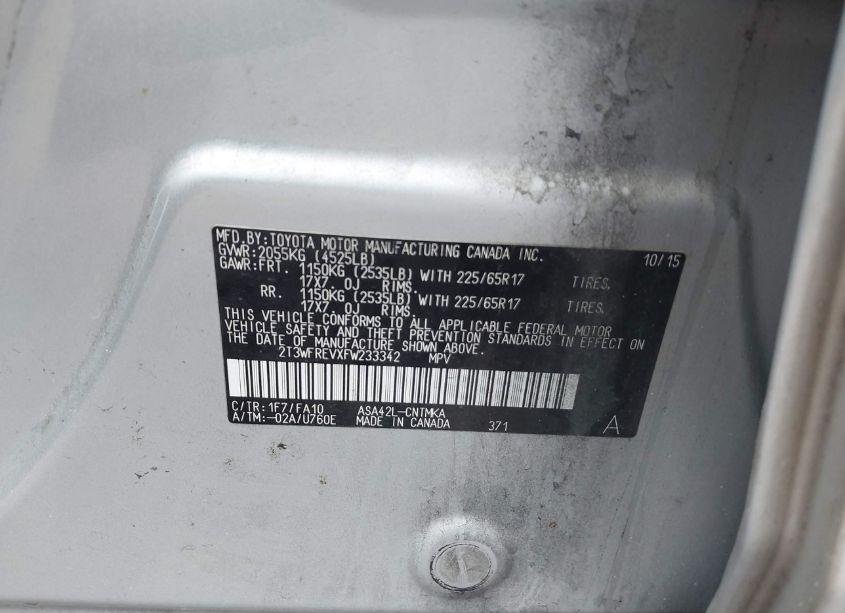 MFD.BY:TOYOTA MOTOR MANUFACTURING CANADA INC. 10/15
GVWR:2055KG (4525LB)
GAWR:FRT. 1150KG (2535LB) WITH 225/65R17 TIRES,
17X7.0J RIMS.
RR. 1150KG (2535LB) WITH 225/65R17 TIRES,
17X7.0J RIMS.
THIS VEHICLE CONFORMS TO ALL APPLICABLE FEDERAL MOTOR
VEHICLE SAFETY AND THEFT PREVENTION STANDARDS IN EFFECT ON
THE DATE OF MANUFACTURE SHOWN ABOVE.
2T3WFREVXFW233342 MPV
C/TR:1F7/FA10 ASA42L-CNTMKA
A/TM:-02A/U760E MADE IN CANADA 371 A